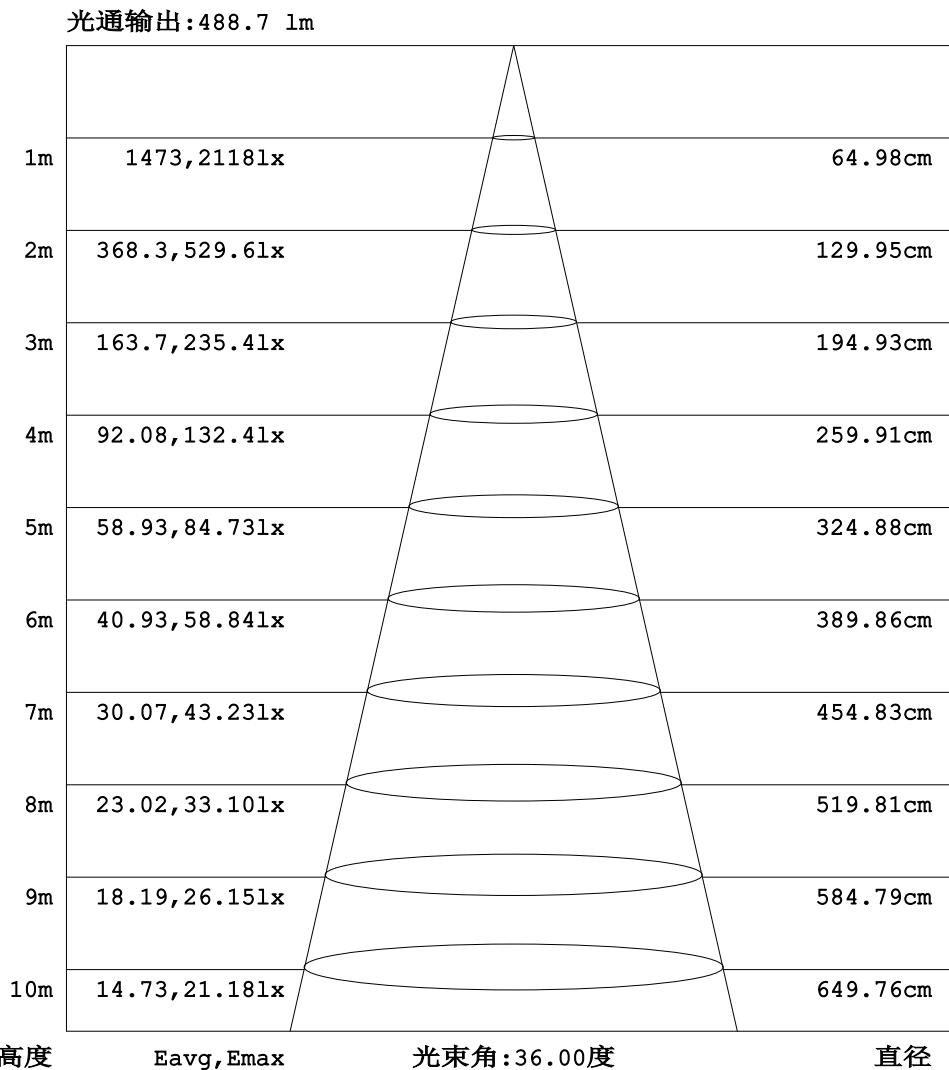 光通输出:488.7 lm
1m 1473,2118lx 64.98cm
2m 368.3,529.6lx 129.95cm
3m 163.7,235.4lx 194.93cm
4m 92.08,132.4lx 259.91cm
5m 58.93,84.73lx 324.88cm
6m 40.93,58.84lx 389.86cm
7m 30.07,43.23lx 454.83cm
8m 23.02,33.10lx 519.81cm
9m 18.19,26.15lx 584.79cm
10m 14.73,21.18lx 649.76cm
高度 Eavg,Emax 光束角:36.00度 直径